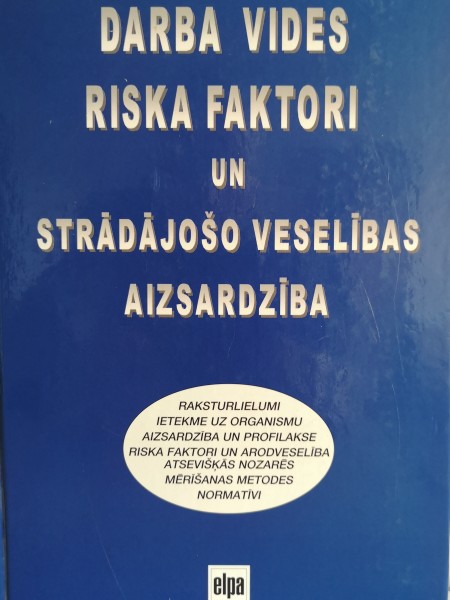 DARBA VIDES
RISKA FAKTORI
UN
STRĀDĀJOŠO VESELĪBAS
AIZSARDZĪBA
RAKSTURLIELUMI
IETEKME UZ ORGANISMU
AIZSARDZĪBA UN PROFILAKSE
RISKA FAKTORI UN ARODVESELĪBA
ATSEVIŠĶĀS NOZARĒS
MĒRĪŠANAS METODES
NORMATĪVI
elpa